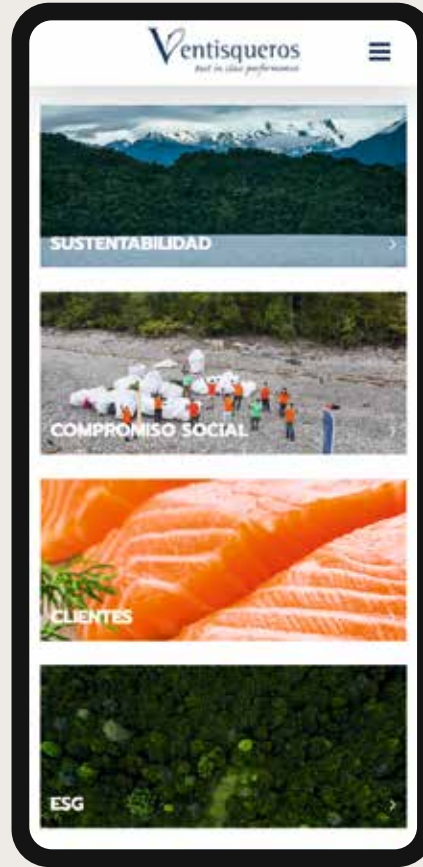 Ventisqueros
best in class performance
SUSTENTABILIDAD
COMPROMISO SOCIAL
CLIENTES
ESG